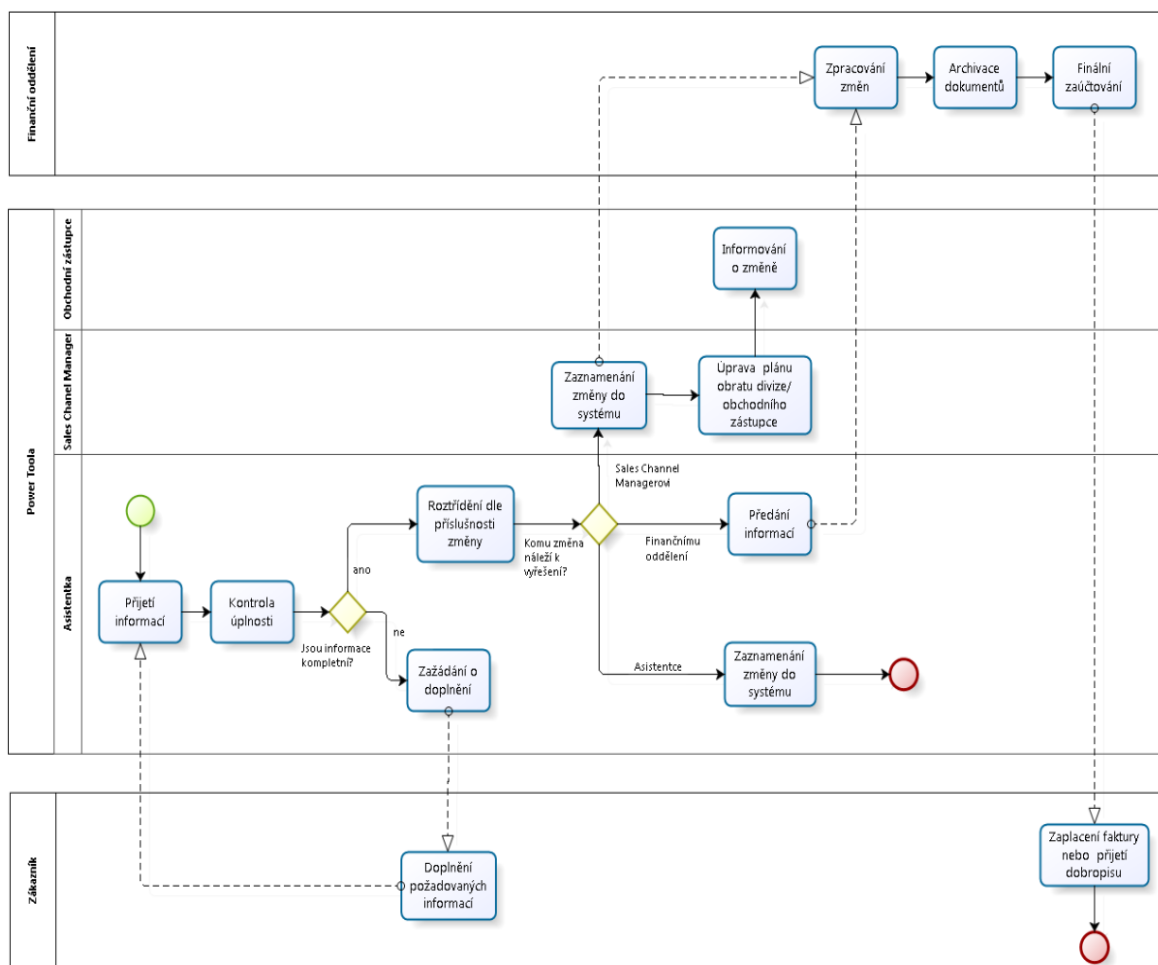 Finanční oddělení
Zpracování
změn
Archivace
dokumentů
Finální
zaúčtování
Power Toola
Obchodní zástupce
Informování
o změně
Sales Chanel Manager
Zaznamenání
změny do
systému
Úprava plánu
obratu divize/
obchodního
zástupce
Asistentka
Sales Channel
Managerovi
Roztřídění dle
příslušnosti
změny
Komu změna
náleží k
vyřešení?
Finančnímu
oddělení
Předání
informací
ano
Přijetí
informací
Kontrola
úplnosti
Jsou informace
kompletní?
ne
Zažádání o
doplnění
Asistentce
Zaznamenání
změny do
systému
Zákazník
Doplnění
požadovaných
informací
Zaplacení faktury
nebo přijetí
dobropisu